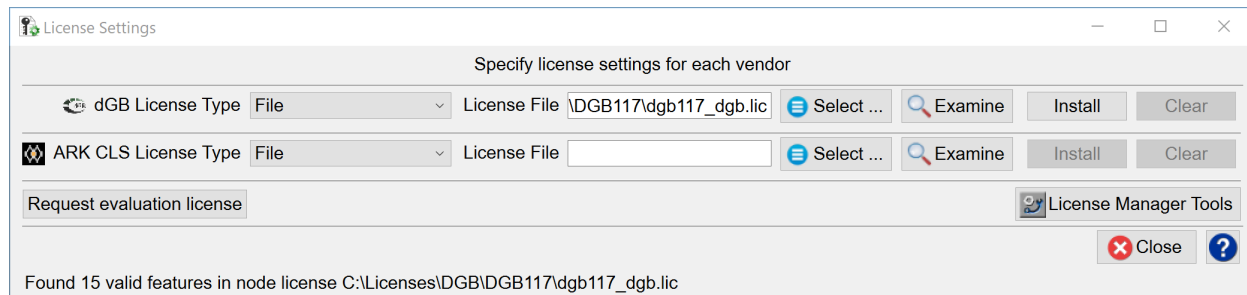 License Settings
Specify license settings for each vendor
dGB License Type File License File \DGB117\dgb117_dgb.lic Select ... Examine Install Clear
ARK CLS License Type File License File Select ... Examine Install Clear
Request evaluation license License Manager Tools
Close ?
Found 15 valid features in node license C:\Licenses\DGB\DGB117\dgb117_dgb.lic